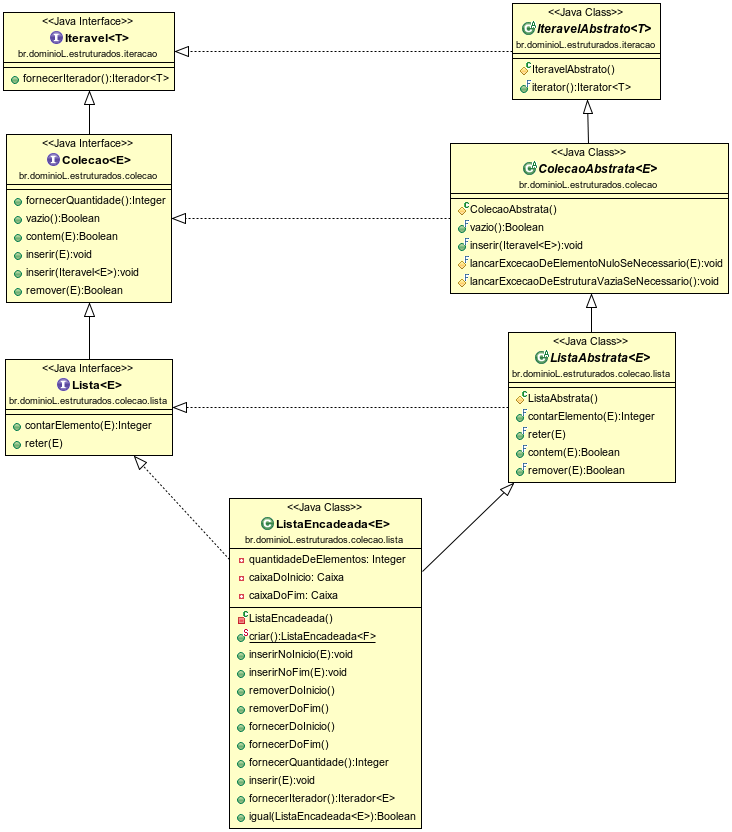 <<Java Interface>>
Iteravel<T>
br.dominioL.estruturados.iteracao
fornecerIterador():Iterador<T>
<<Java Class>>
IteravelAbstrato<T>
br.dominioL.estruturados.iteracao
IteravelAbstrato()
iterator():Iterator<T>
<<Java Interface>>
Colecao<E>
br.dominioL.estruturados.colecao
fornecerQuantidade():Integer
vazio():Boolean
contem(E):Boolean
inserir(E):void
inserir(Iteravel<E>):void
remover(E):Boolean
<<Java Class>>
ColecaoAbstrata<E>
br.dominioL.estruturados.colecao
ColecaoAbstrata()
vazio():Boolean
inserir(Iteravel<E>):void
lancarExcecaoDeElementoNuloSeNecessario(E):void
lancarExcecaoDeEstruturaVaziaSeNecessario():void
<<Java Interface>>
Lista<E>
br.dominioL.estruturados.colecao.lista
contarElemento(E):Integer
reter(E)
<<Java Class>>
ListaAbstrata<E>
br.dominioL.estruturados.colecao.lista
ListaAbstrata()
contarElemento(E):Integer
reter(E)
contem(E):Boolean
remover(E):Boolean
<<Java Class>>
ListaEncadeada<E>
br.dominioL.estruturados.colecao.lista
quantidadeDeElementos: Integer
caixaDoInicio: Caixa
caixaDoFim: Caixa
ListaEncadeada()
criar():ListaEncadeada<F>
inserirNoInicio(E):void
inserirNoFim(E):void
removerDoInicio()
removerDoFim()
fornecerDoInicio()
fornecerDoFim()
fornecerQuantidade():Integer
inserir(E):void
fornecerIterador():Iterador<E>
igual(ListaEncadeada<E>):Boolean